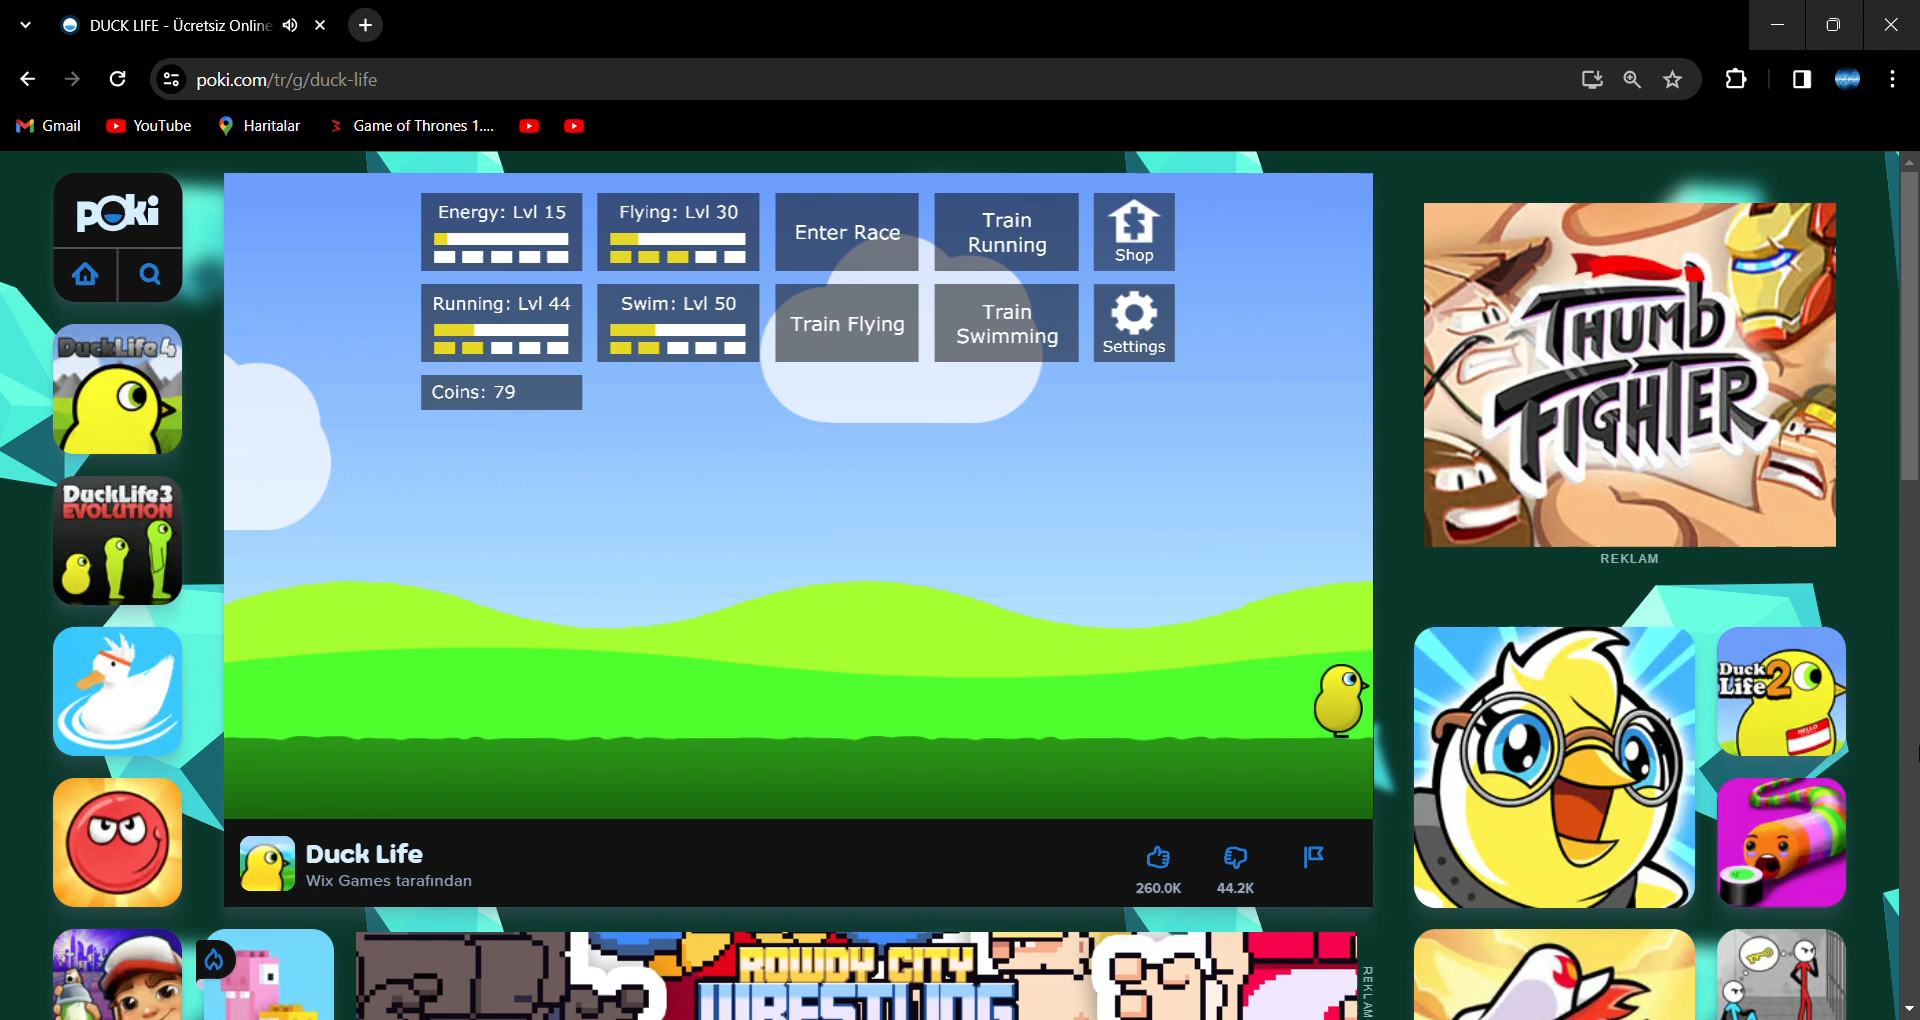 DUCK LIFE - Ücretsiz Online
poki.com/tr/g/duck-life
Gmail
YouTube
Haritalar
Game of Thrones 1....
poki
Energy: Lvl 15
Flying: Lvl 30
Enter Race
Train
Running
Shop
Running: Lvl 44
Swim: Lvl 50
Train Flying
Train
Swimming
Settings
Coins: 79
DuckLife 4
DuckLife3
EVOLUTION
THUMB
FIGHTER
REKLAM
Duck
Life 2
HELLO
Duck Life
Wix Games tarafından
260.0K
44.2K
ROWDY CITY
WRESTLING
REKLAM